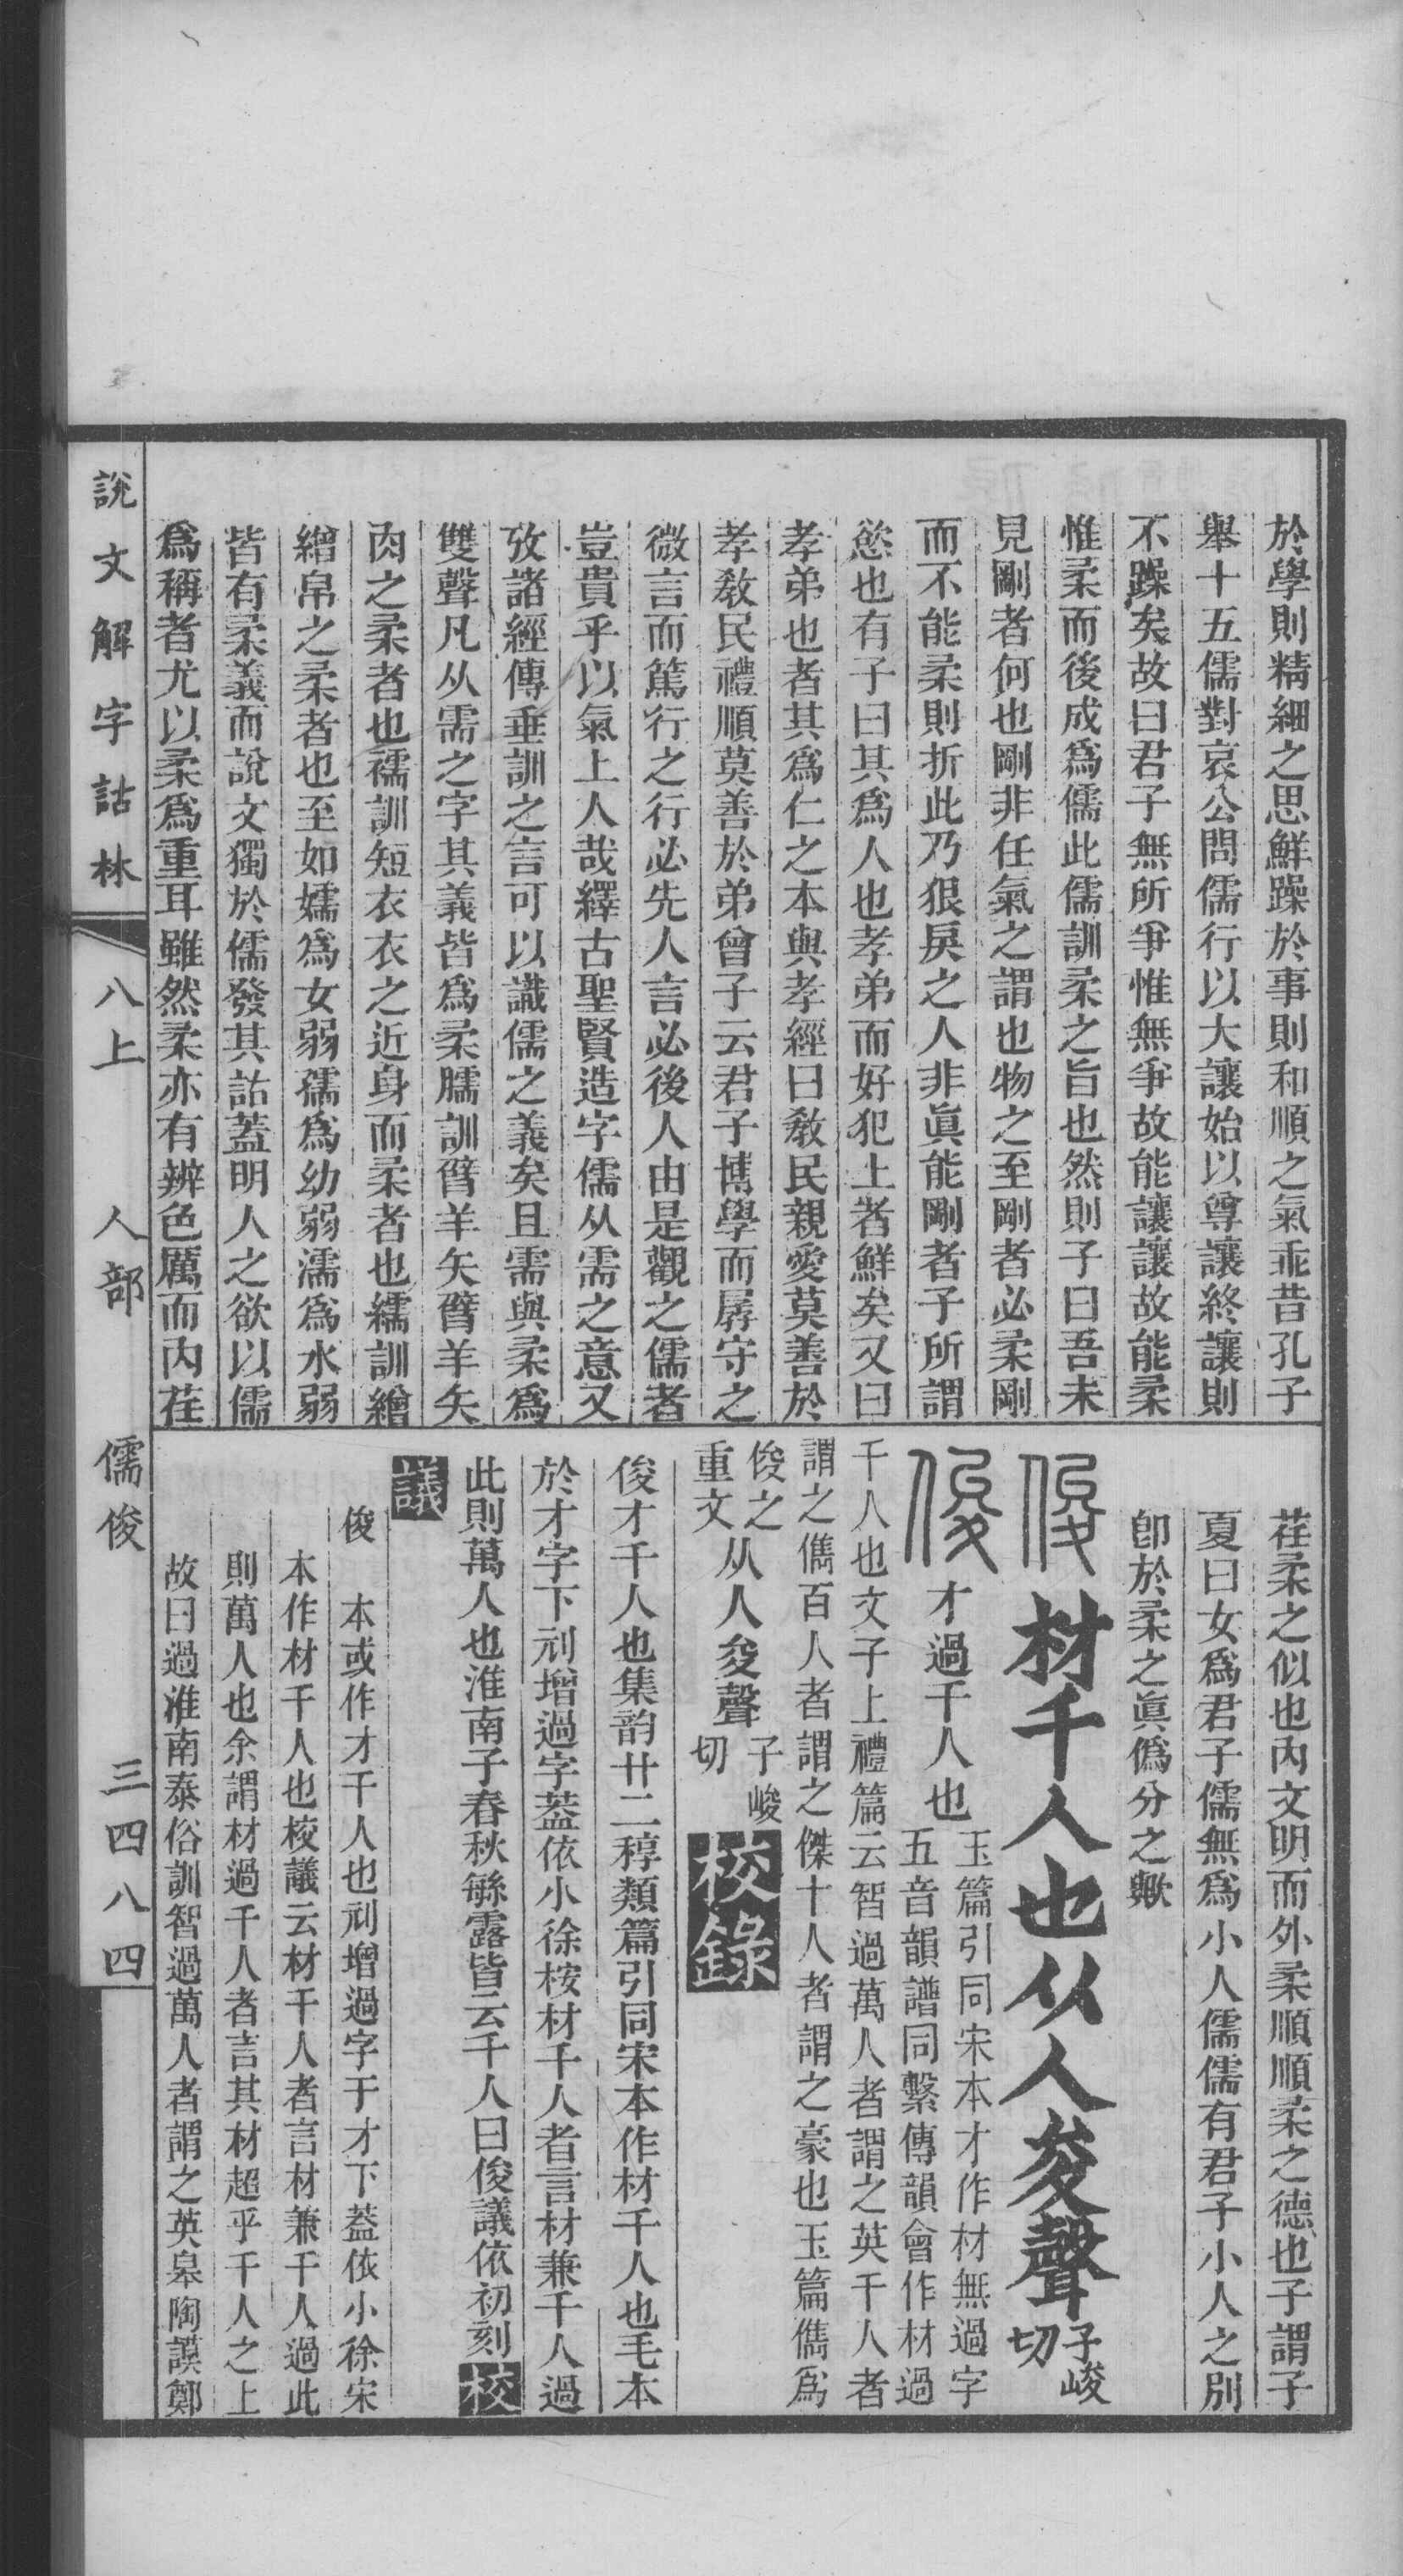 於學則精細之思鮮躁於事則和順之氣乖昔孔子
舉十五儒對哀公問儒行以大讓始以尊讓終讓則
不躁矣故曰君子無所爭惟無爭故能讓讓故能柔
惟柔而後成爲儒此儒訓柔之旨也然則子曰吾未
見剛者何也剛非任氣之謂也物之至剛者必柔剛
而不能柔則折此乃狠戾之人非眞能剛者子所謂
慾也有子曰其爲人也孝弟而好犯上者鮮矣又曰
孝弟也者其爲仁之本與孝經曰敎民親愛莫善於
孝敎民禮順莫善於弟曾子云君子博學而孱守之
微言而篤行之行必先人言必後人由是觀之儒者
豈貴乎以氣上人哉繹古聖賢造字儒从需之意又
攷諸經傳垂訓之言可以識儒之義矣且需與柔爲
雙聲凡从需之字其義皆爲柔臑訓臂羊矢臂羊矢
肉之柔者也襦訓短衣衣之近身而柔者也繻訓繒
繒帛之柔者也至如嬬爲女弱孺爲幼弱濡爲水弱
皆有柔義而說文獨於儒發其詁蓋明人之欲以儒
爲稱者尤以柔爲重耳雖然柔亦有辨色厲而內荏
荏柔之似也內文明而外柔順順柔之德也子謂子
夏曰女爲君子儒無爲小人儒儒有君子小人之別
卽於柔之眞僞分之歟
俊 材千人也从人夋聲子峻切
俊 才過千人也玉篇引同宋本才作材無過字
五音韻譜同繫傳韻會作材過
千人也文子上禮篇云智過萬人者謂之英千人者
謂之儁百人者謂之傑十人者謂之豪也玉篇儁爲
俊之重文从人夋聲子峻切 校錄
俊才千人也集韵廿二稕類篇引同宋本作材千人也毛本
於才字下刓增過字葢依小徐桉材千人者言材兼千人過
此則萬人也淮南子春秋繇露皆云千人曰俊議依初刻 校
議
俊 本或作才千人也刓增過字于才下葢依小徐宋
本作材千人也校議云材千人者言材兼千人過此
則萬人也余謂材過千人者言其材超乎千人之上
故曰過淮南泰俗訓智過萬人者謂之英皋陶謨鄭
說文解字詁林 八上 人部 儒俊 三四八四